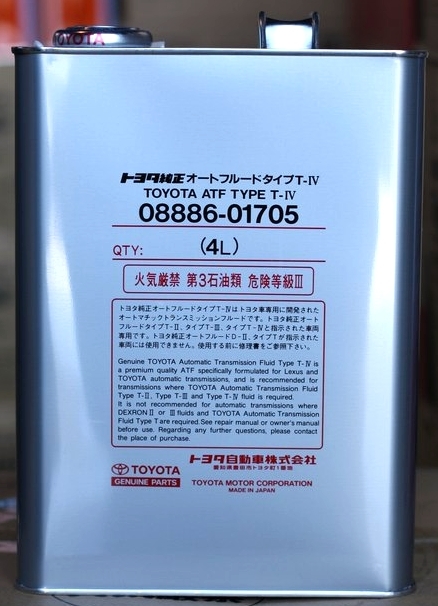 TOYOTA
トヨタ純正オートフルードタイプT-Ⅳ
TOYOTA ATF TYPE T-Ⅳ
08886-01705
QTY: (4L)
火気厳禁 第3石油類 危険等級Ⅲ
トヨタ純正オートフルードタイプT-Ⅳはトヨタ車専用に開発された
オートマチックトランスミッションフルードです。トヨタ純正オート
フルードタイプT-Ⅱ、タイプT-Ⅲ、タイプT-Ⅳと指示された車両
専用です。トヨタ純正オートフルードD-Ⅱ、タイプTが指示された
車両には使用できません。使用する前に修理書をご参照下さい。
Genuine TOYOTA Automatic Transmission Fluid Type T-Ⅳ is
a premium quality ATF specifically formulated for Lexus and
TOYOTA automatic transmissions, and is recommended for
transmissions where TOYOTA Automatic Transmission Fluid
Type T-Ⅱ, Type T-Ⅲ and Type T-Ⅳ fluid is required.
It is not recommended for automatic transmissions where
DEXRON Ⅱ or Ⅲ fluids and TOYOTA Automatic Transmission
Fluid Type T are required. See repair manual or owner's manual
before use. Regarding any further questions, please contact
the place of purchase.
トヨタ自動車株式会社
愛知県豊田市トヨタ町1番地
TOYOTA
GENUINE PARTS
TOYOTA MOTOR CORPORATION
MADE IN JAPAN